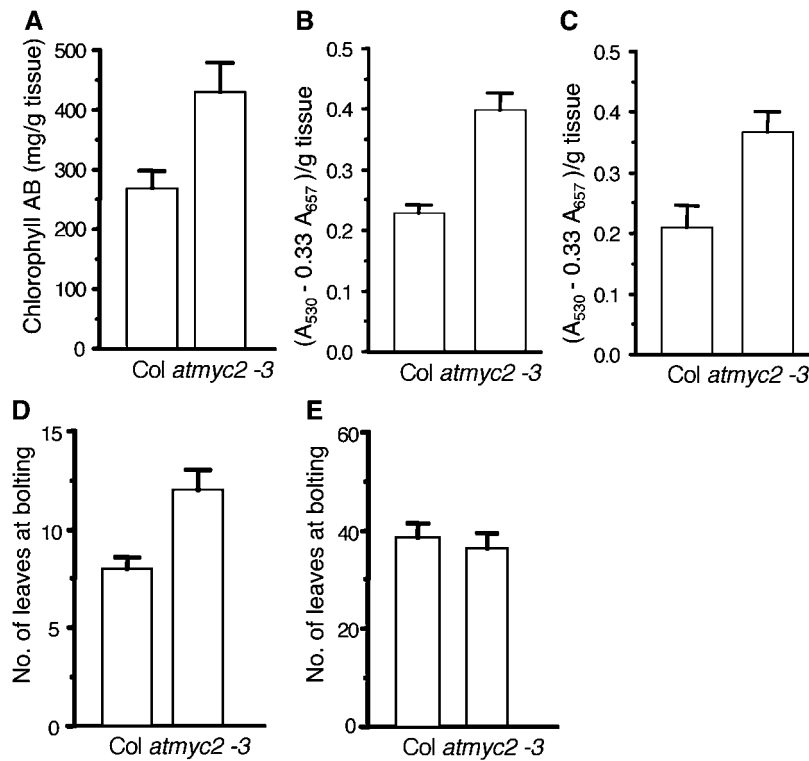 A
Chlorophyll AB (mg/g tissue)
500
400
300
200
100
0
Col atmyc2 -3
B
(A530 - 0.33 A657)/g tissue
0.5
0.4
0.3
0.2
0.1
0.0
Col atmyc2 -3
C
(A530 - 0.33 A657)/g tissue
0.5
0.4
0.3
0.2
0.1
0.0
Col atmyc2 -3
D
No. of leaves at bolting
15
10
5
0
Col atmyc2 -3
E
No. of leaves at bolting
60
40
20
0
Col atmyc2 -3